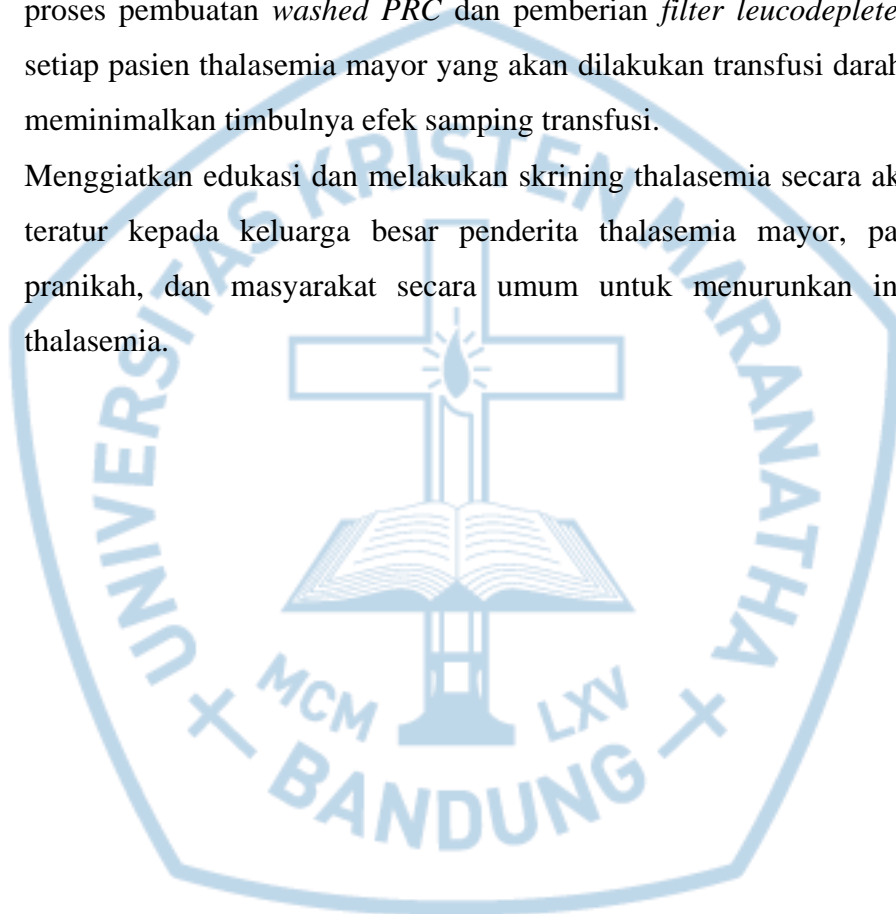 proses pembuatan washed PRC dan pemberian filter leucodeplete
setiap pasien thalasemia mayor yang akan dilakukan transfusi darah
meminimalkan timbulnya efek samping transfusi.
Menggiatkan edukasi dan melakukan skrining thalasemia secara ak
teratur kepada keluarga besar penderita thalasemia mayor, pa
pranikah, dan masyarakat secara umum untuk menurunkan in
thalasemia.
UNIVERSITAS KRISTEN MARANATHA
MCM LXV
BANDUNG